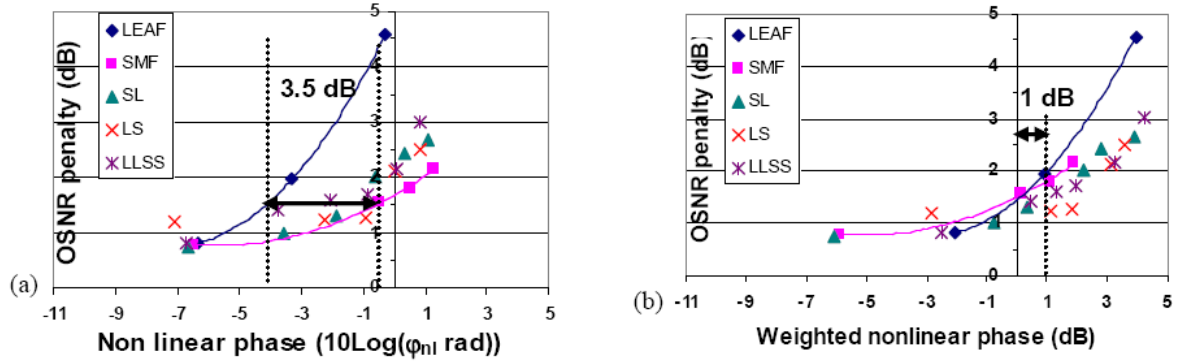 (a)
OSNR penalty (dB)
LEAF
SMF
SL
LS
LLSS
3.5 dB
5
4
3
2
1
0
-11 -9 -7 -5 -3 -1 1 3 5
Non linear phase (10Log(φnl rad))
(b)
OSNR penalty (dB)
LEAF
SMF
SL
LS
LLSS
1 dB
5
4
3
2
1
0
-11 -9 -7 -5 -3 -1 1 3 5
Weighted nonlinear phase (dB)